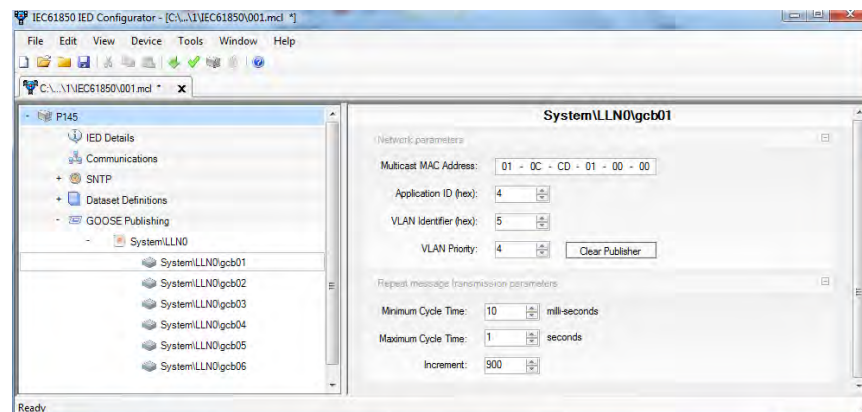 IEC61850 IED Configurator - [C:\...\1\IEC61850\001.mcl *]
File Edit View Device Tools Window Help
C:\...\1\IEC61850\001.mcl * X
P145
IED Details
Communications
SNTP
Dataset Definitions
GOOSE Publishing
System\LLN0
System\LLN0\gcb01
System\LLN0\gcb02
System\LLN0\gcb03
System\LLN0\gcb04
System\LLN0\gcb05
System\LLN0\gcb06
System\LLN0\gcb01
Network parameters
Multicast MAC Address: 01 - 0C - CD - 01 - 00 - 00
Application ID (hex): 4
VLAN Identifier (hex): 5
VLAN Priority: 4 Clear Publisher
Repeat message transmission parameters
Minimum Cycle Time: 10 milli-seconds
Maximum Cycle Time: 1 seconds
Increment: 900
Ready